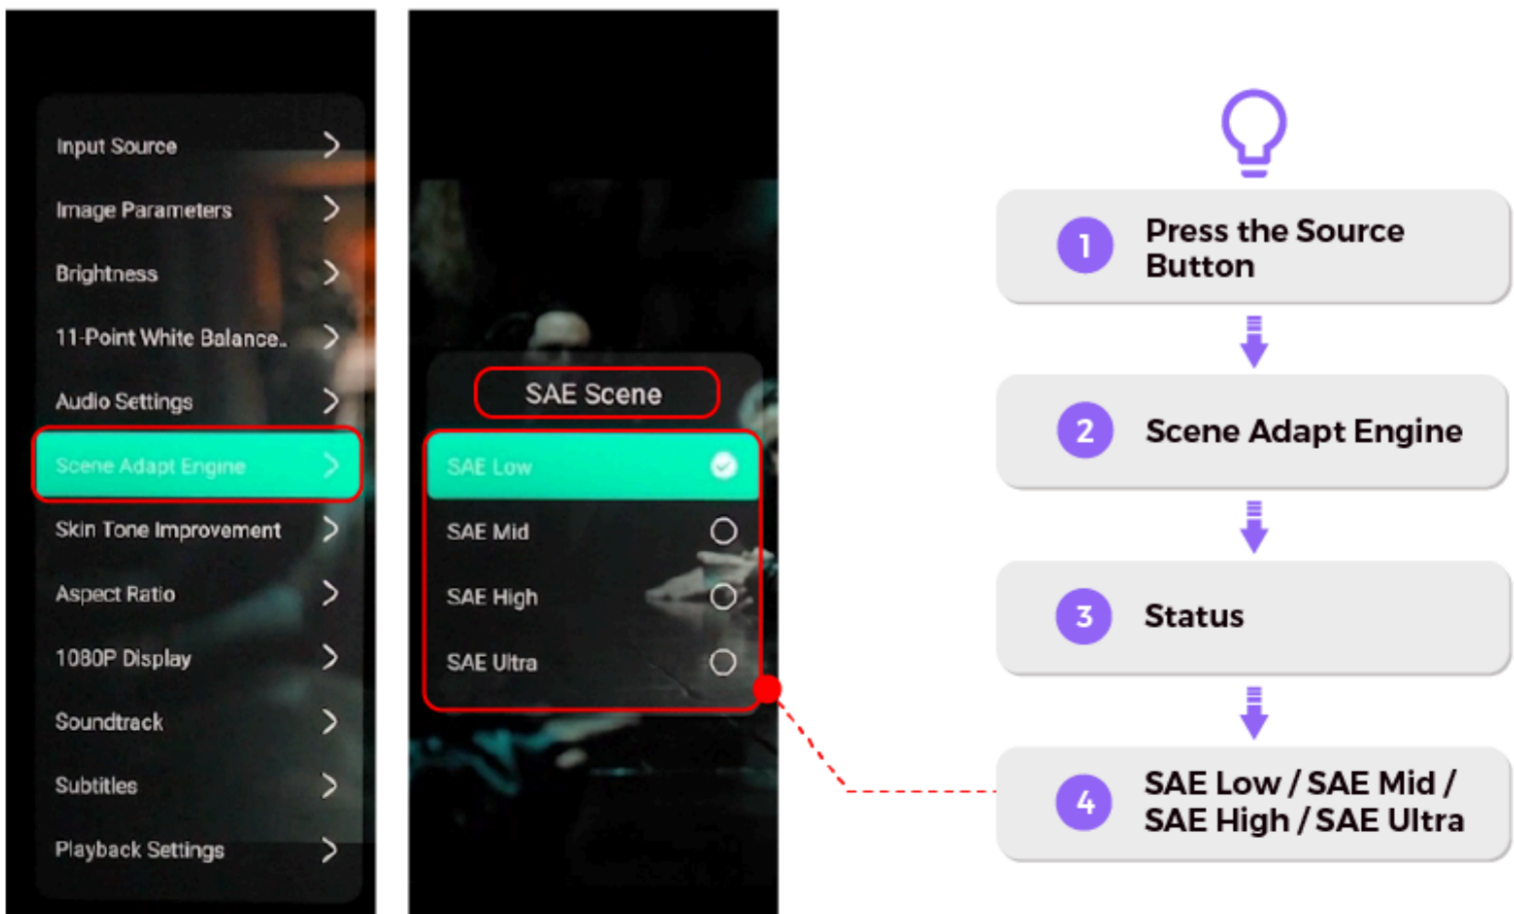 Input Source
Image Parameters
Brightness
11-Point White Balance..
Audio Settings
Scene Adapt Engine
Skin Tone Improvement
Aspect Ratio
1080P Display
Soundtrack
Subtitles
Playback Settings
SAE Scene
SAE Low
SAE Mid
SAE High
SAE Ultra
1
Press the Source
Button
2
Scene Adapt Engine
3
Status
4
SAE Low / SAE Mid /
SAE High / SAE Ultra